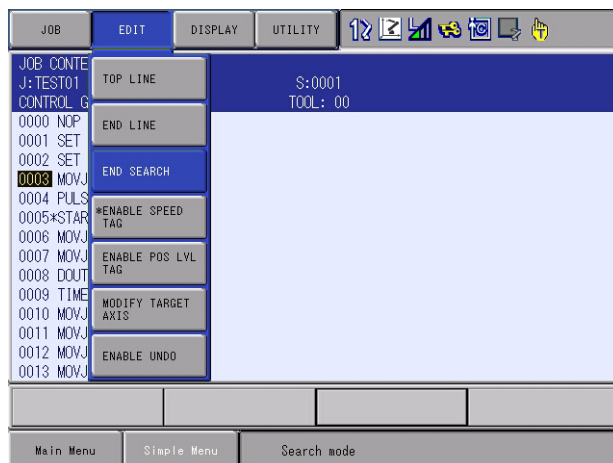 JOB EDIT DISPLAY UTILITY
JOB CONTE
J:TEST01 S:0001
CONTROL G TOOL: 00
0000 NOP
0001 SET
0002 SET
0003 MOVJ
0004 PULS
0005*STAR
0006 MOVJ
0007 MOVJ
0008 DOUT
0009 TIME
0010 MOVJ
0011 MOVJ
0012 MOVJ
0013 MOVJ
TOP LINE
END LINE
END SEARCH
*ENABLE SPEED
TAG
ENABLE POS LVL
TAG
MODIFY TARGET
AXIS
ENABLE UNDO
Main Menu Simple Menu Search mode